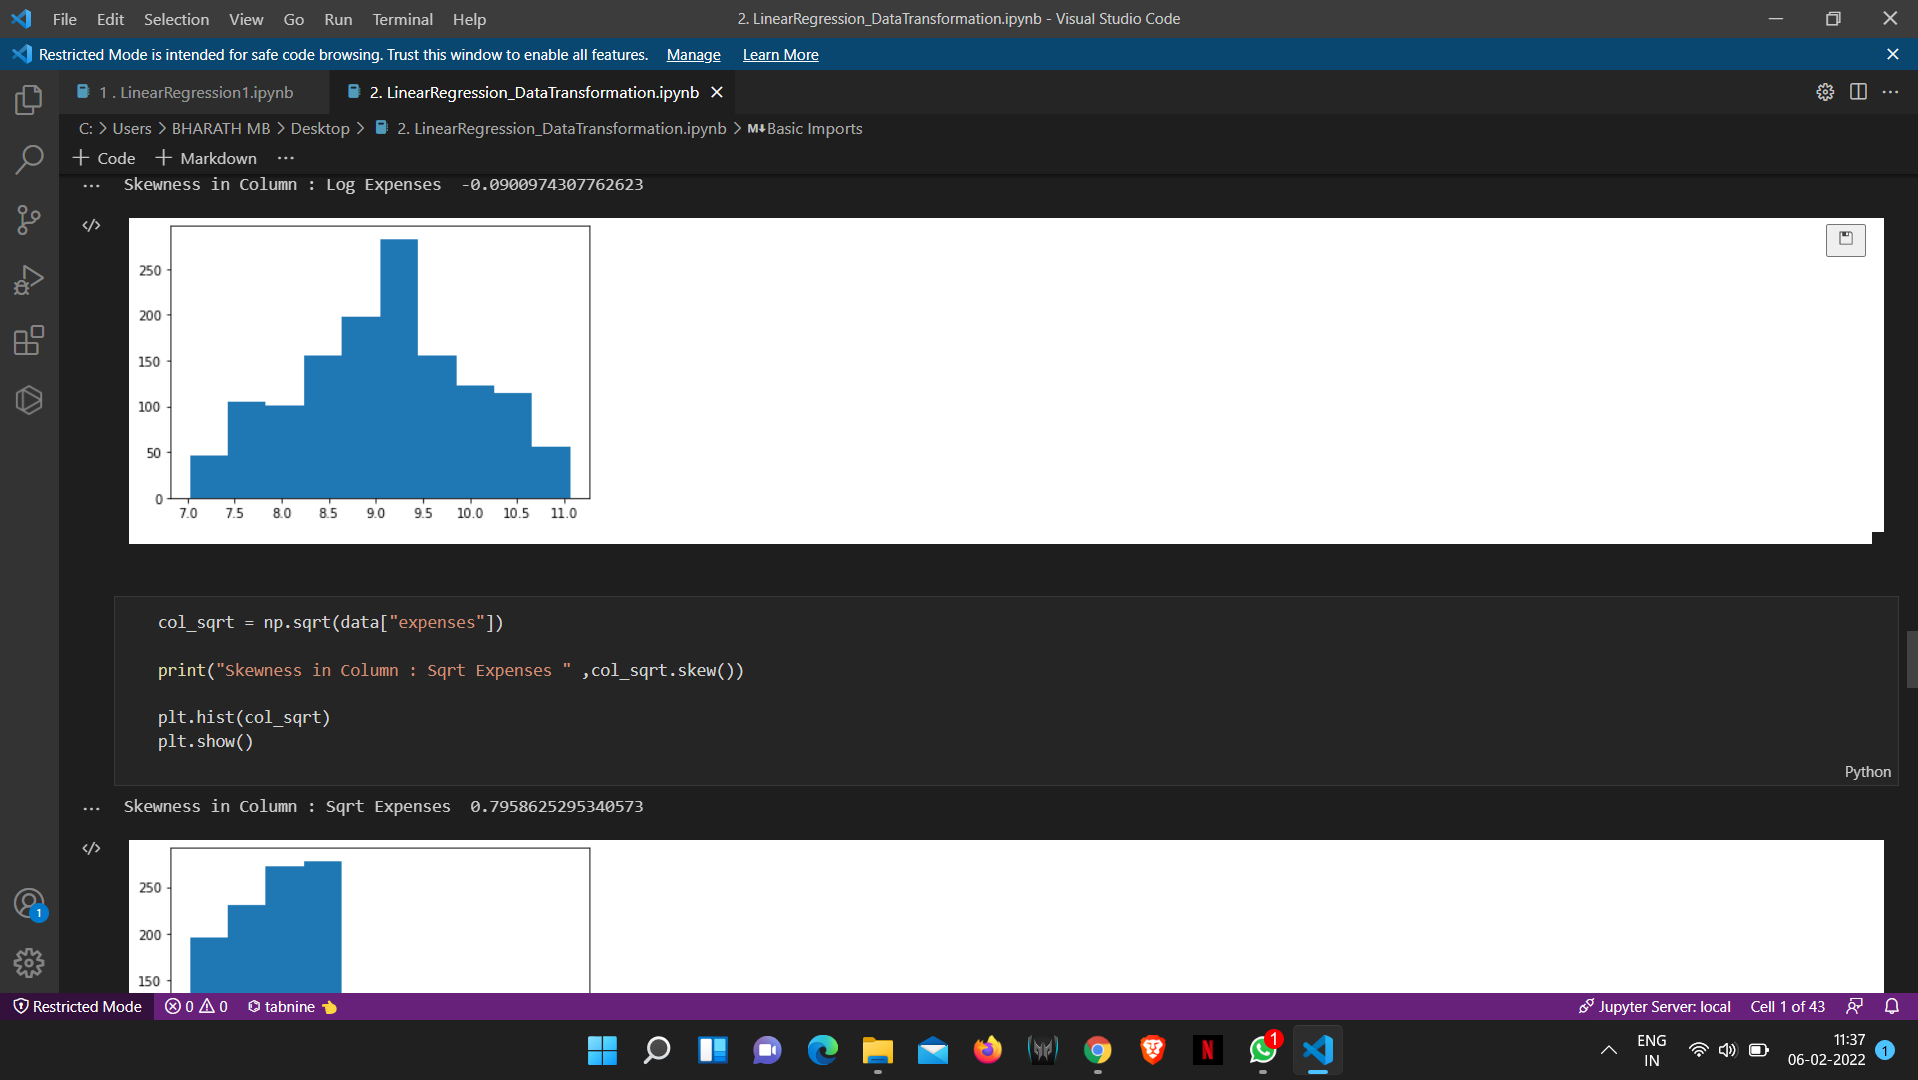 File Edit Selection View Go Run Terminal Help 2. LinearRegression_DataTransformation.ipynb - Visual Studio Code
Restricted Mode is intended for safe code browsing. Trust this window to enable all features. Manage Learn More
1 . LinearRegression1.ipynb 2. LinearRegression_DataTransformation.ipynb
C: > Users > BHARATH MB > Desktop > 2. LinearRegression_DataTransformation.ipynb > M↓Basic Imports
+ Code + Markdown ...
... Skewness in Column : Log Expenses -0.0900974307762623
250
200
150
100
50
0
7.0 7.5 8.0 8.5 9.0 9.5 10.0 10.5 11.0
col_sqrt = np.sqrt(data["expenses"])
print("Skewness in Column : Sqrt Expenses " ,col_sqrt.skew())
plt.hist(col_sqrt)
plt.show()
Python
... Skewness in Column : Sqrt Expenses 0.7958625295340573
250
200
150
1
Restricted Mode 0 0 tabnine Jupyter Server: local Cell 1 of 43
1
ENG
IN
11:37
06-02-2022
1